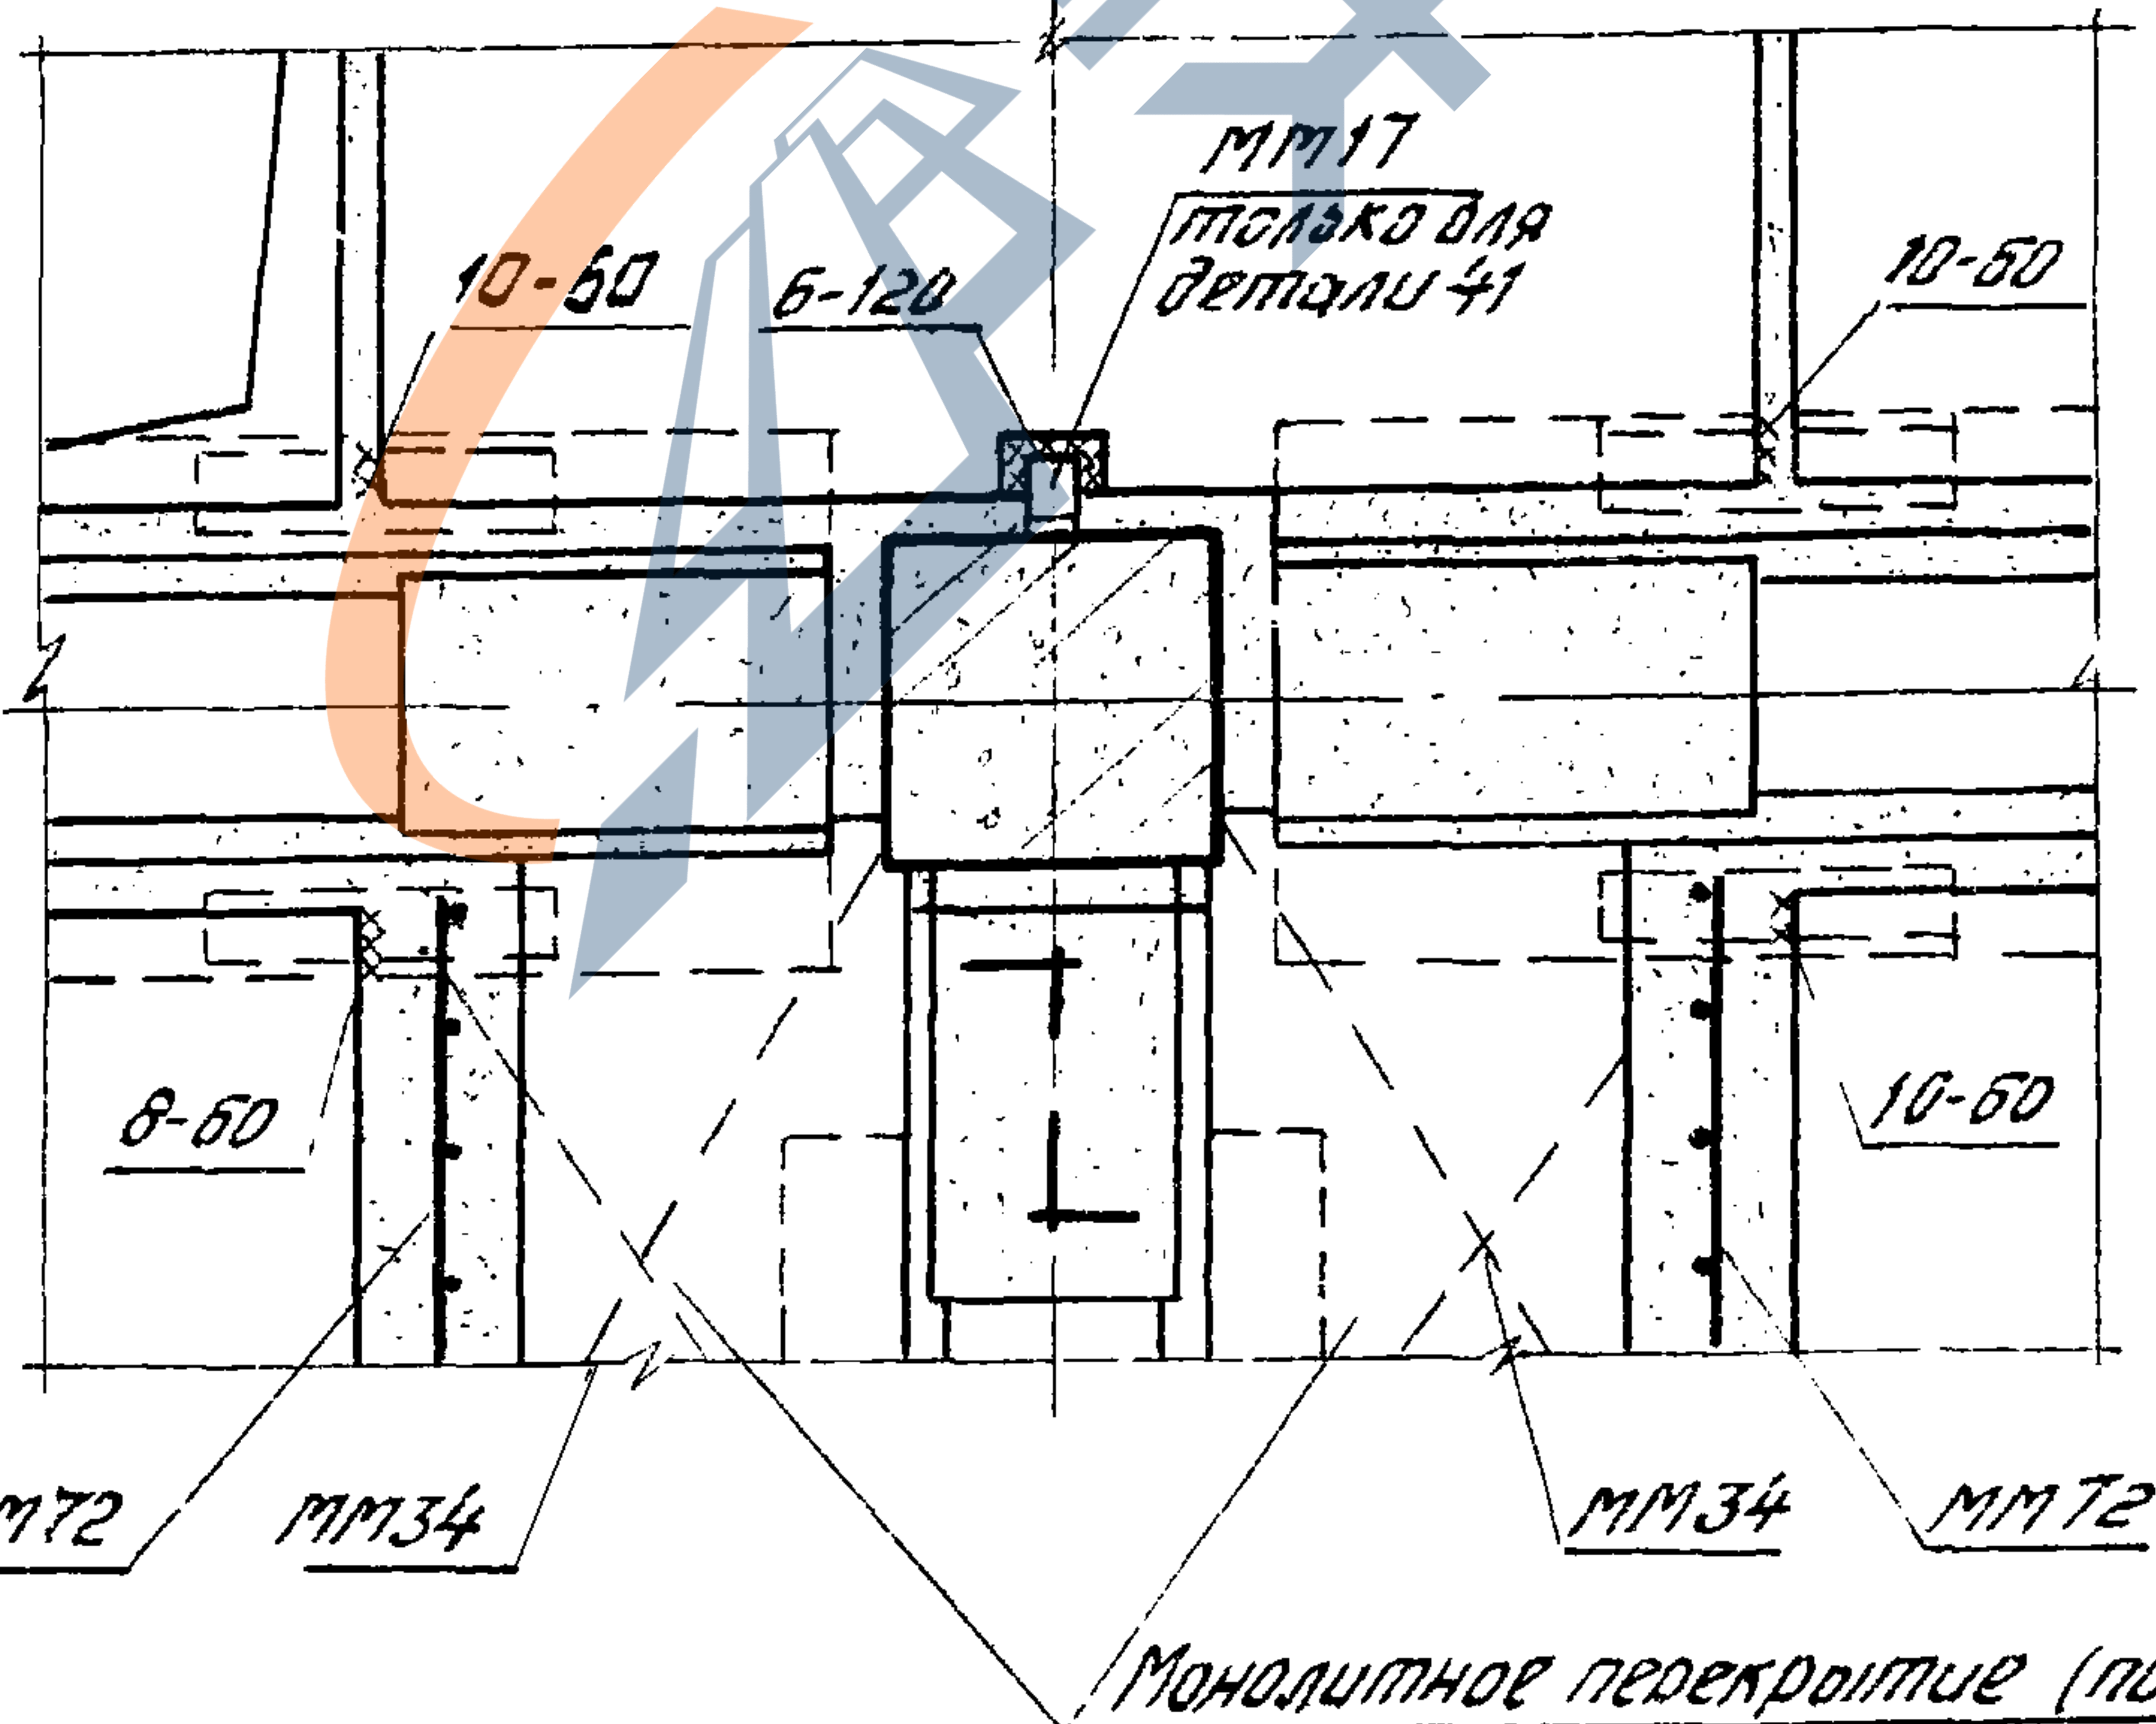 ММ17
только для
детали 41
10-60
6-120
10-60
8-60
10-60
М72
ММ34
ММ34
ММ72
Монолитное перекрытие (по